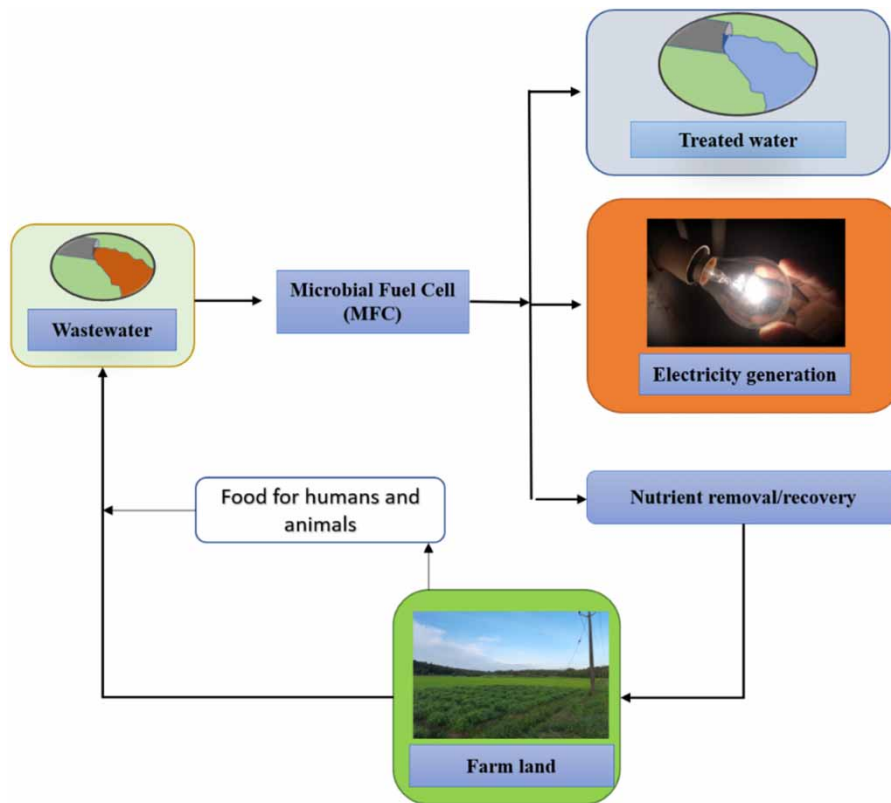 Treated water
Wastewater
Microbial Fuel Cell
(MFC)
Electricity generation
Food for humans and
animals
Nutrient removal/recovery
Farm land